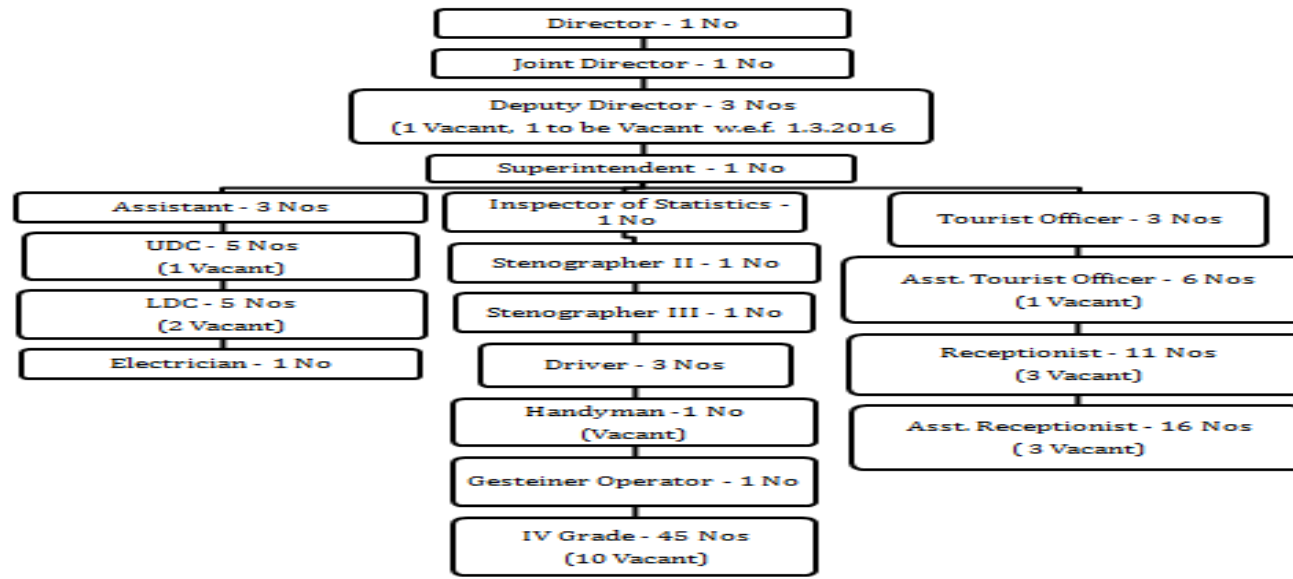 Director - 1 No
Joint Director - 1 No
Deputy Director - 3 Nos
(1 Vacant, 1 to be Vacant w.e.f. 1.3.2016
Superintendent - 1 No
Assistant - 3 Nos
UDC - 5 Nos
(1 Vacant)
LDC - 5 Nos
(2 Vacant)
Electrician - 1 No
Inspector of Statistics -
1 No
Stenographer II - 1 No
Stenographer III - 1 No
Driver - 3 Nos
Handyman -1 No
(Vacant)
Gesteiner Operator - 1 No
IV Grade - 45 Nos
(10 Vacant)
Tourist Officer - 3 Nos
Asst. Tourist Officer - 6 Nos
(1 Vacant)
Receptionist - 11 Nos
(3 Vacant)
Asst. Receptionist - 16 Nos
( 3 Vacant)